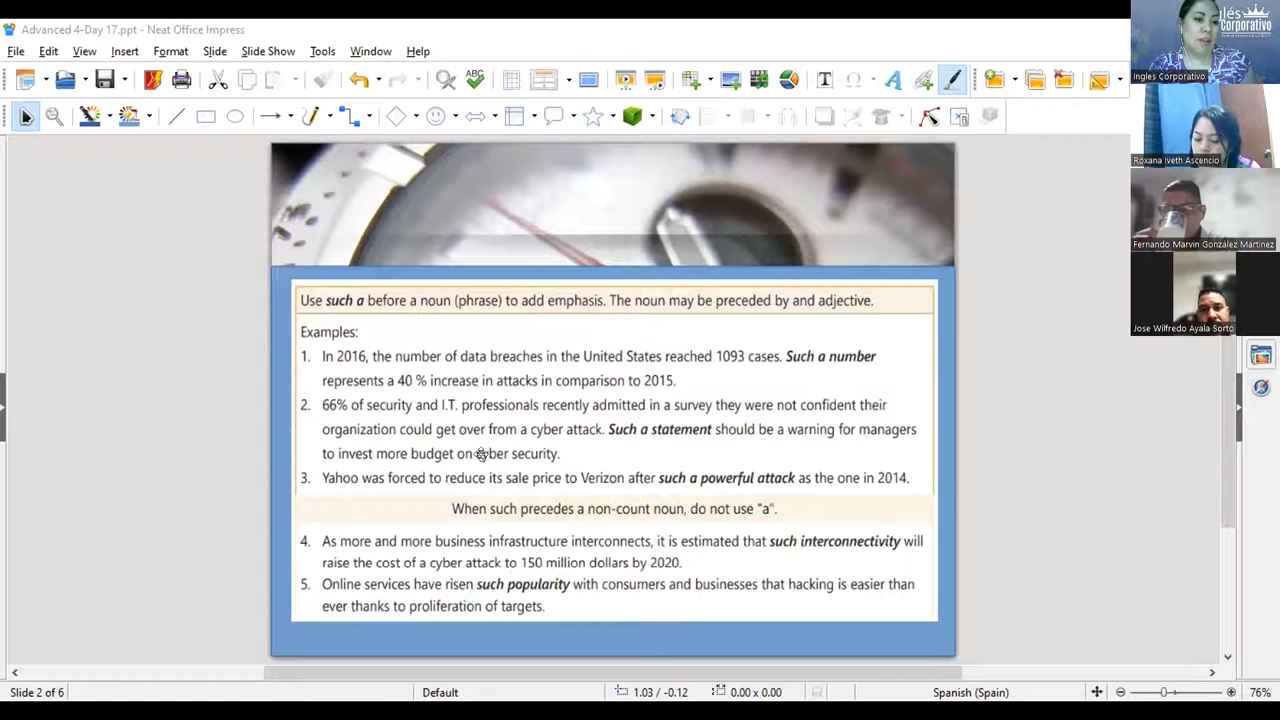 Advanced 4-Day 17.ppt - Neat Office Impress
File Edit View Insert Format Slide Slide Show Tools Window Help
glés
Corporativo
Ingles Corporativo
Roxana Iveth Ascencio
Fernando Marvin González Martinez
Jose Wilfredo Ayala Sorto
Use such a before a noun (phrase) to add emphasis. The noun may be preceded by and adjective.
Examples:
1. In 2016, the number of data breaches in the United States reached 1093 cases. Such a number
represents a 40 % increase in attacks in comparison to 2015.
2. 66% of security and I.T. professionals recently admitted in a survey they were not confident their
organization could get over from a cyber attack. Such a statement should be a warning for managers
to invest more budget on cyber security.
3. Yahoo was forced to reduce its sale price to Verizon after such a powerful attack as the one in 2014.
When such precedes a non-count noun, do not use "a".
4. As more and more business infrastructure interconnects, it is estimated that such interconnectivity will
raise the cost of a cyber attack to 150 million dollars by 2020.
5. Online services have risen such popularity with consumers and businesses that hacking is easier than
ever thanks to proliferation of targets.
Slide 2 of 6 Default 1.03 / -0.12 0.00 x 0.00 Spanish (Spain) 76%